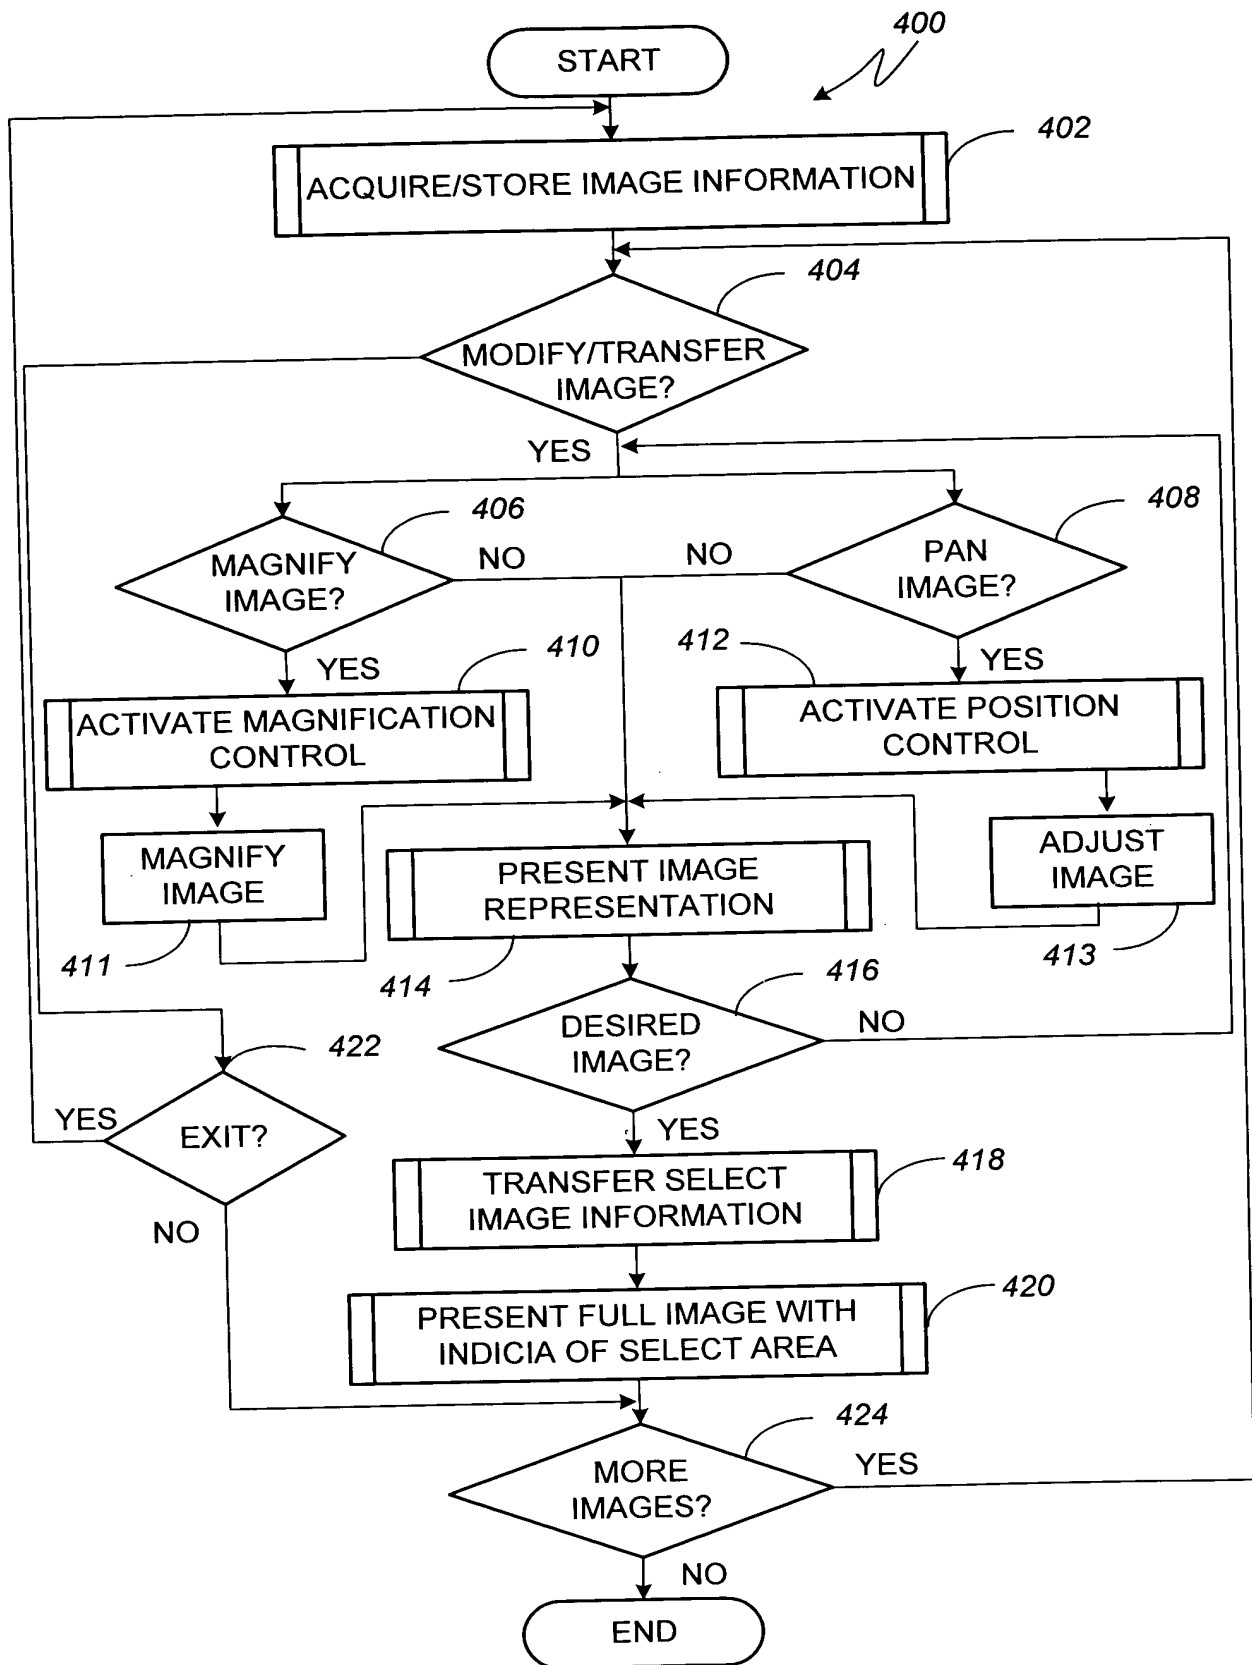 400
START
402
ACQUIRE/STORE IMAGE INFORMATION
404
MODIFY/TRANSFER
IMAGE?
YES
406
408
MAGNIFY
IMAGE?
NO
NO
PAN
IMAGE?
YES
410
412
YES
ACTIVATE MAGNIFICATION
CONTROL
ACTIVATE POSITION
CONTROL
MAGNIFY
IMAGE
PRESENT IMAGE
REPRESENTATION
ADJUST
IMAGE
411
414
413
416
DESIRED
IMAGE?
NO
422
YES
EXIT?
YES
NO
418
TRANSFER SELECT
IMAGE INFORMATION
420
PRESENT FULL IMAGE WITH
INDICIA OF SELECT AREA
424
MORE
IMAGES?
YES
NO
END